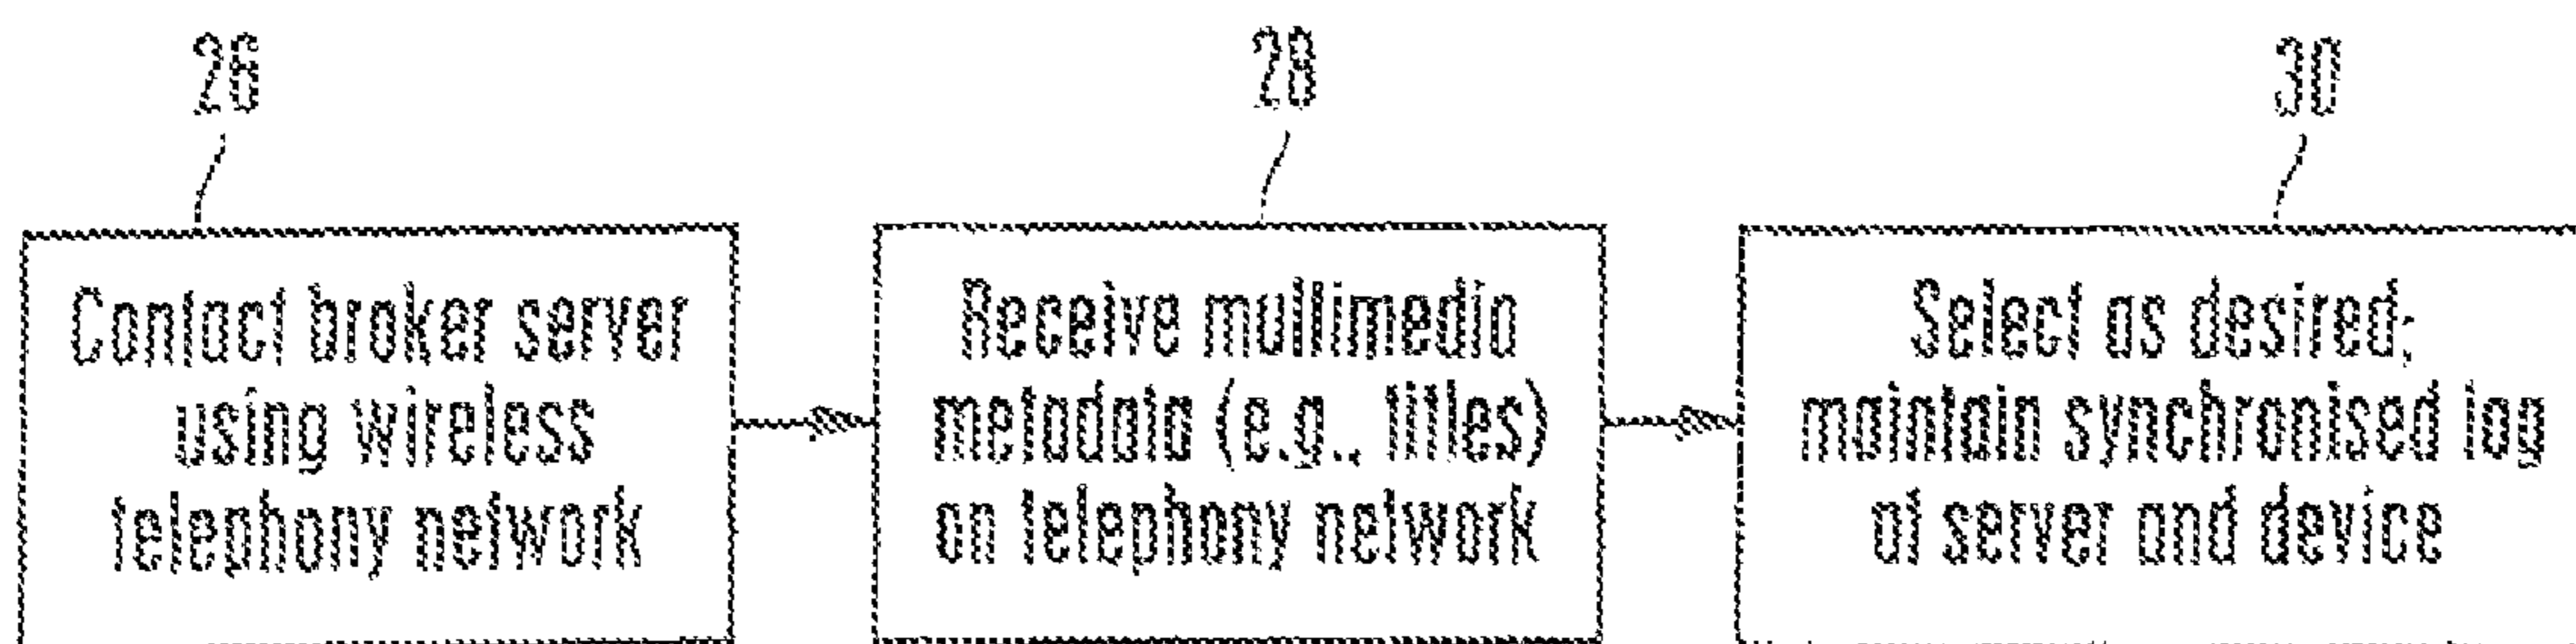 26
28
30
Contact broker server
using wireless
telephony network
Receive multimedia
metadata (e.g., titles)
on telephony network
Select as desired;
maintain synchronised log
at server and device